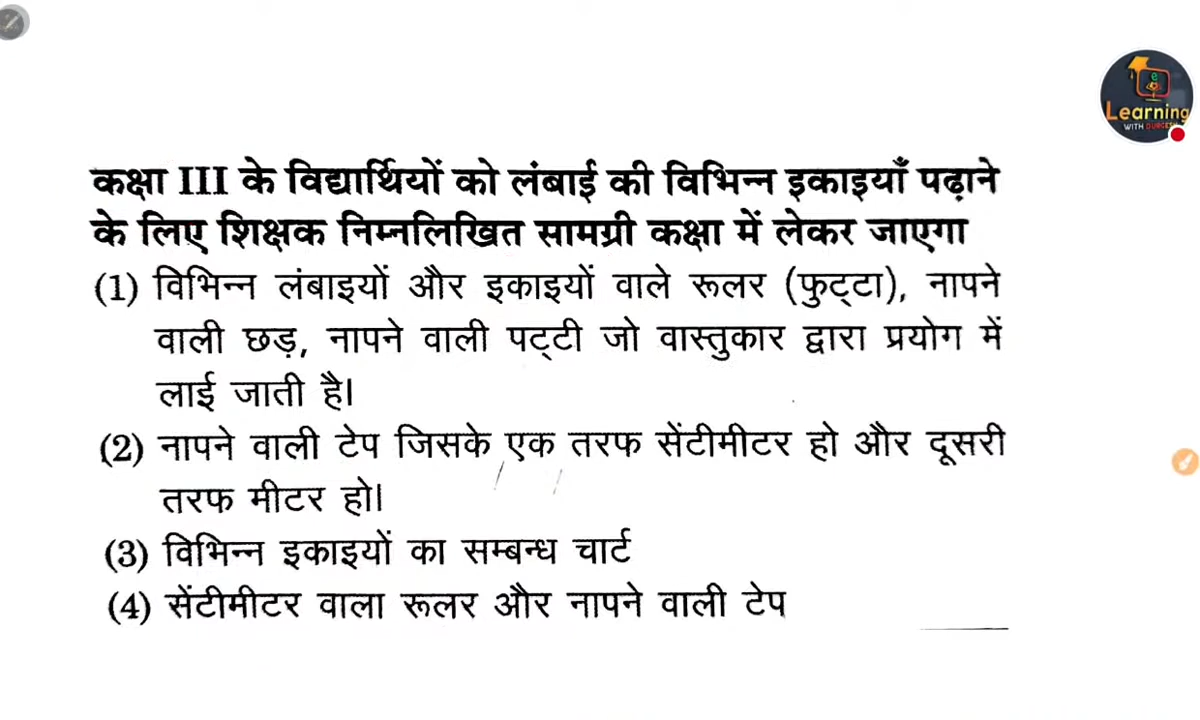 e
Learning
WITH DURGESH
कक्षा III के विद्यार्थियों को लंबाई की विभिन्न इकाइयाँ पढ़ाने
के लिए शिक्षक निम्नलिखित सामग्री कक्षा में लेकर जाएगा
(1) विभिन्न लंबाइयों और इकाइयों वाले रूलर (फुट्टा), नापने
वाली छड़, नापने वाली पट्टी जो वास्तुकार द्वारा प्रयोग में
लाई जाती है।
(2) नापने वाली टेप जिसके एक तरफ सेंटीमीटर हो और दूसरी
तरफ मीटर हो।
(3) विभिन्न इकाइयों का सम्बन्ध चार्ट
(4) सेंटीमीटर वाला रूलर और नापने वाली टेप